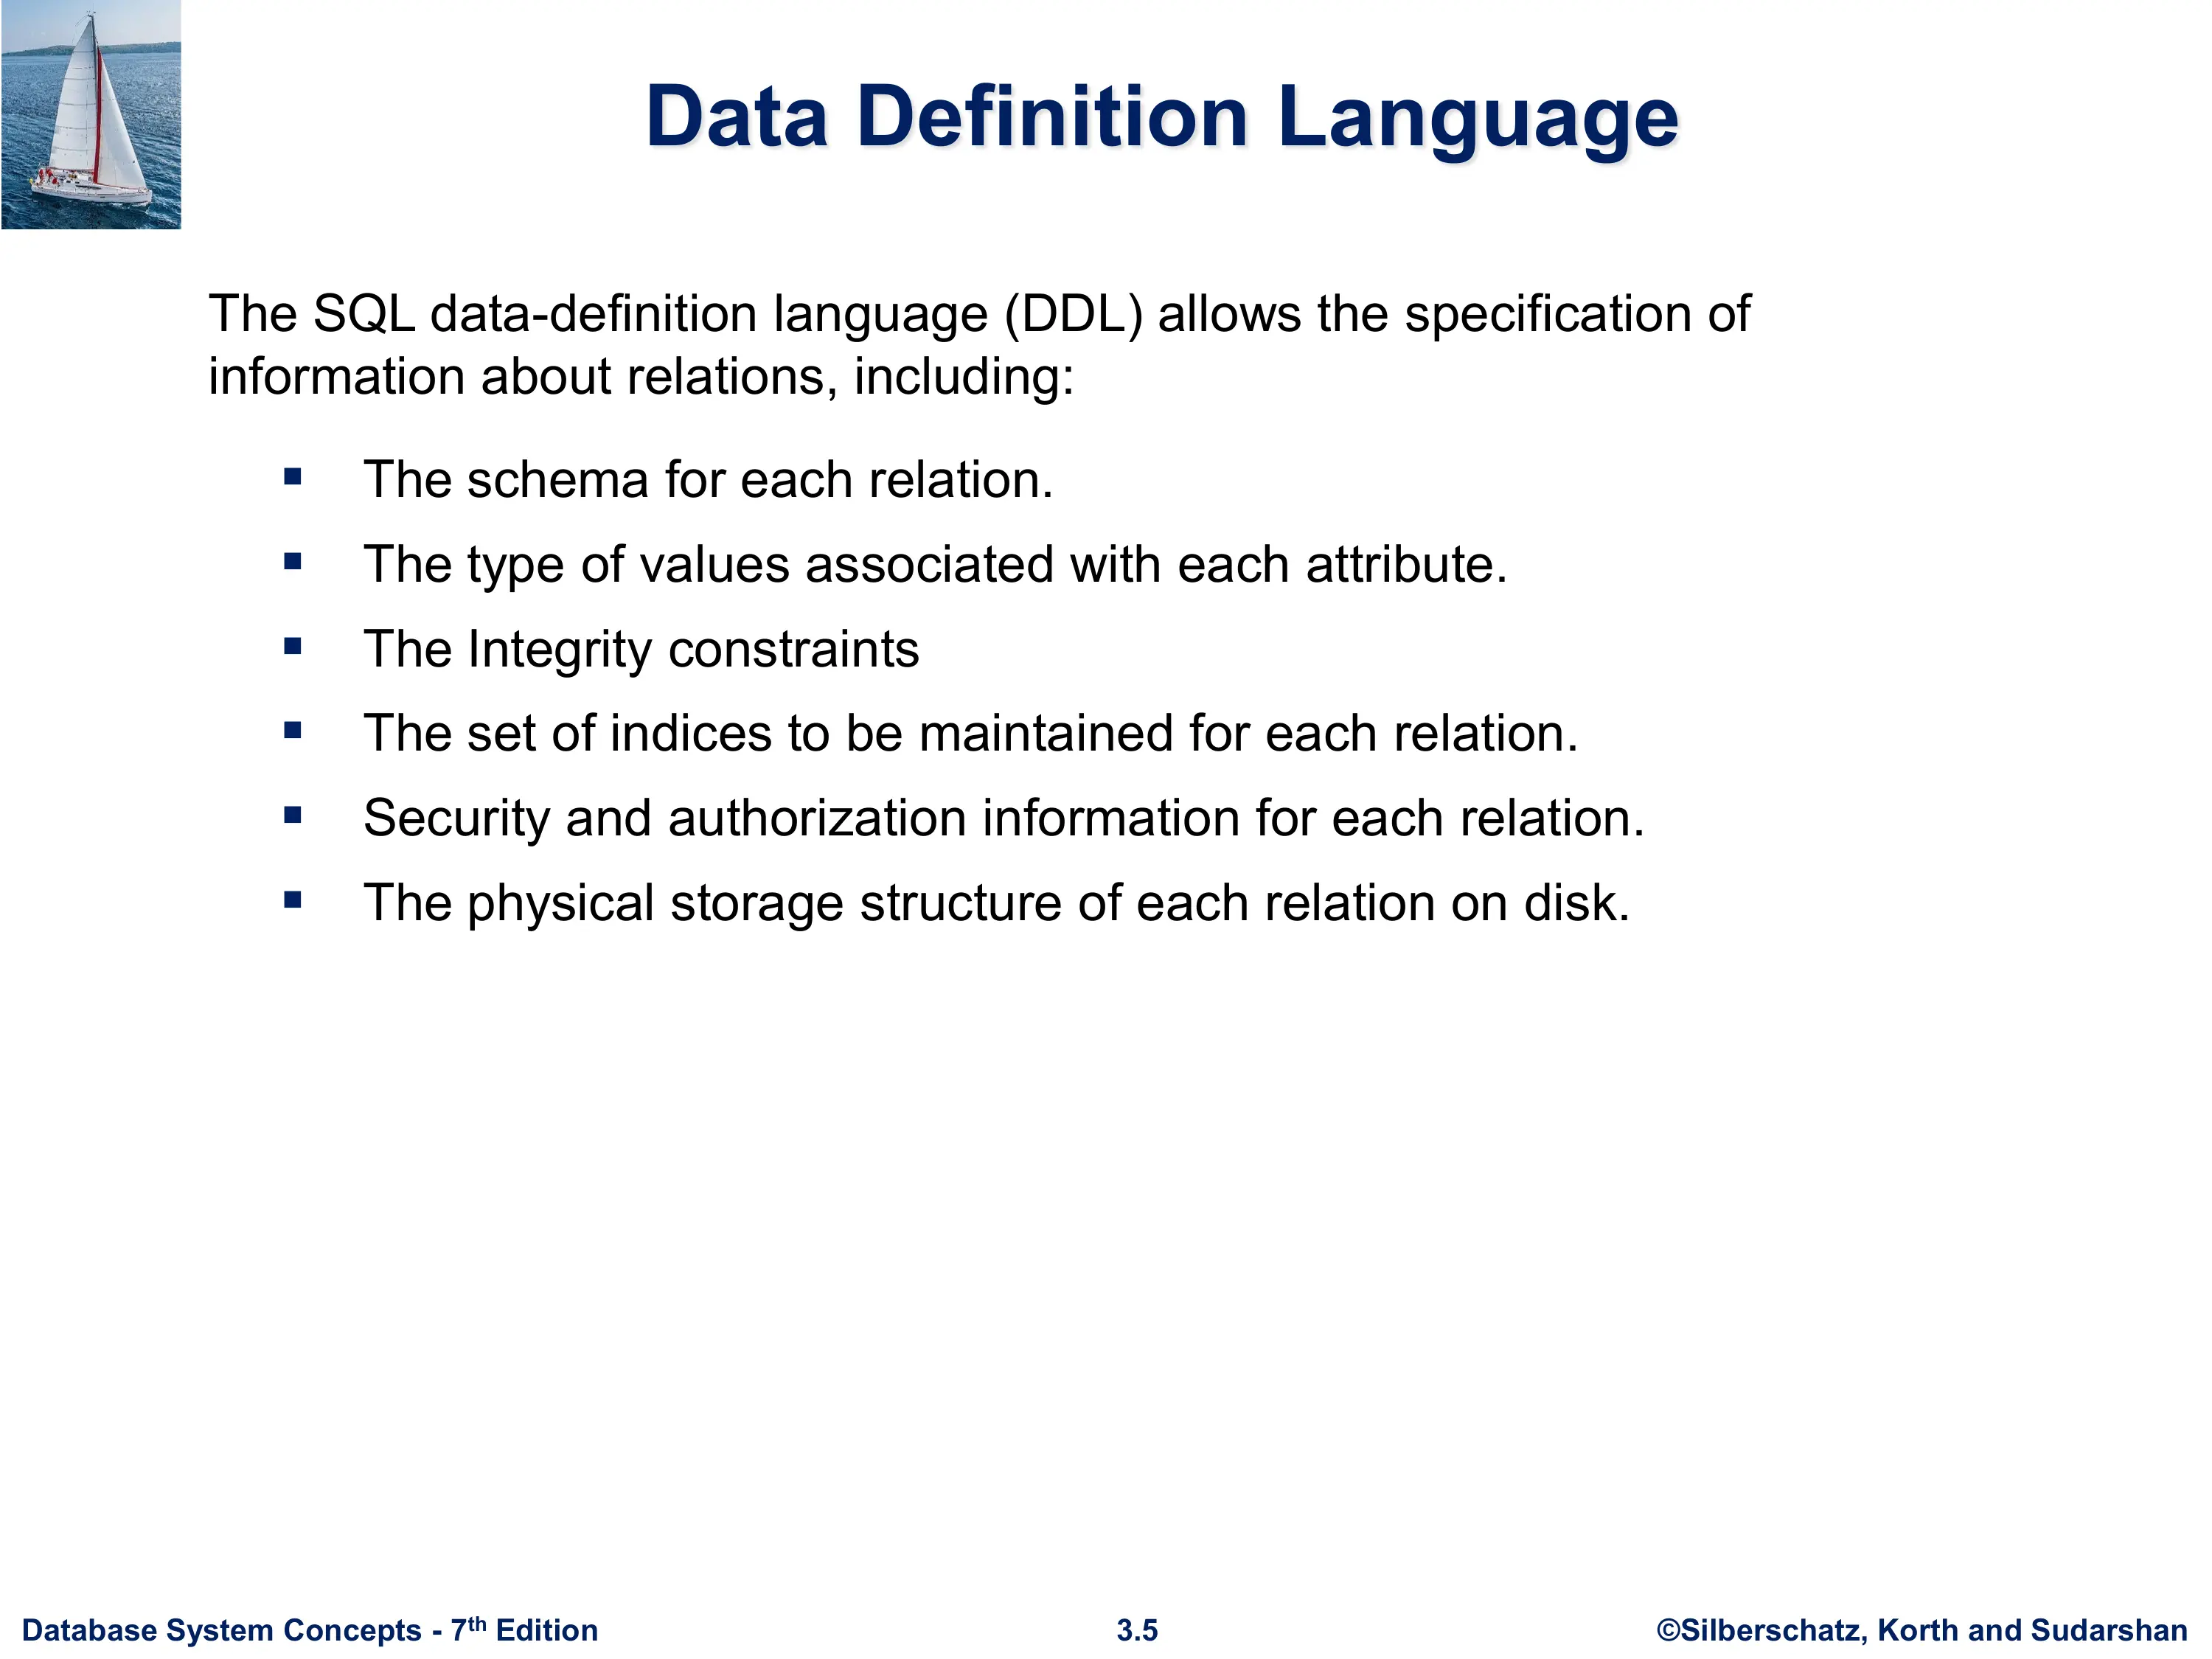 Data Definition Language
The SQL data-definition language (DDL) allows the specification of
information about relations, including:
▪ The schema for each relation.
▪ The type of values associated with each attribute.
▪ The Integrity constraints
▪ The set of indices to be maintained for each relation.
▪ Security and authorization information for each relation.
▪ The physical storage structure of each relation on disk.
Database System Concepts - 7th Edition
3.5
©Silberschatz, Korth and Sudarshan